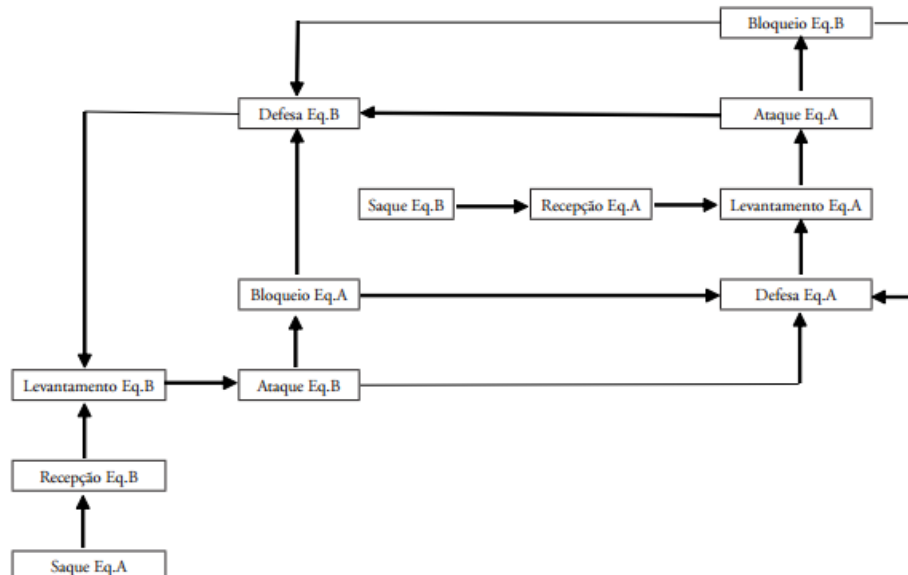 Bloqueio Eq.B
Defesa Eq.B
Ataque Eq.A
Saque Eq.B
Recepção Eq.A
Levantamento Eq.A
Bloqueio Eq.A
Defesa Eq.A
Levantamento Eq.B
Ataque Eq.B
Recepção Eq.B
Saque Eq.A